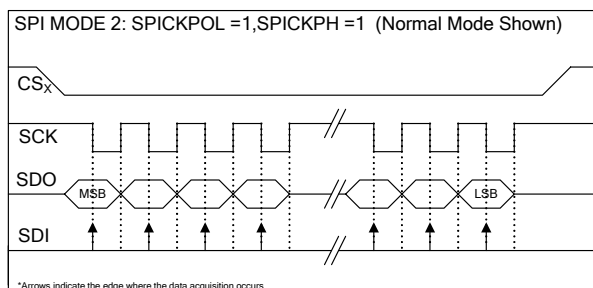 SPI MODE 2: SPICKPOL =1,SPICKPH =1 (Normal Mode Shown)
CSX
SCK
SDO
MSB
LSB
SDI
*Arrows indicate the edge where the data acquisition occurs